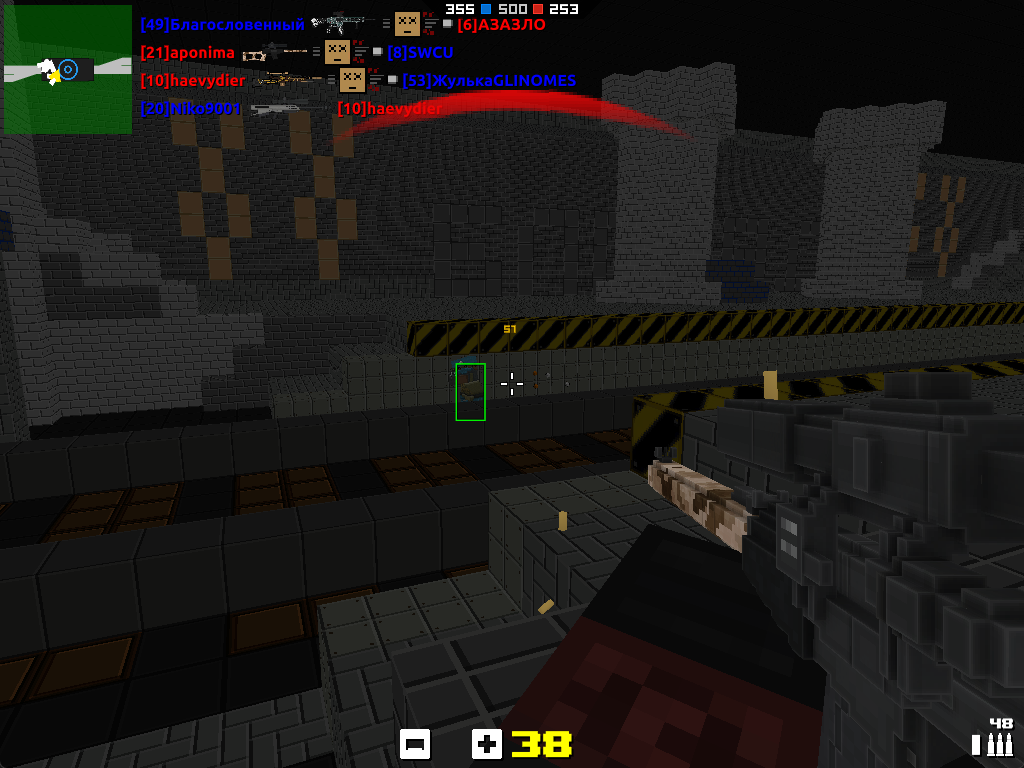 355 500 253
[49]Благословенный [6]АЗАЗЛО
[21]aponima [8]SWCU
[10]haevydier [53]ЖулькаGLINOMES
[20]Niko9001 [10]haevydier
51
38
48